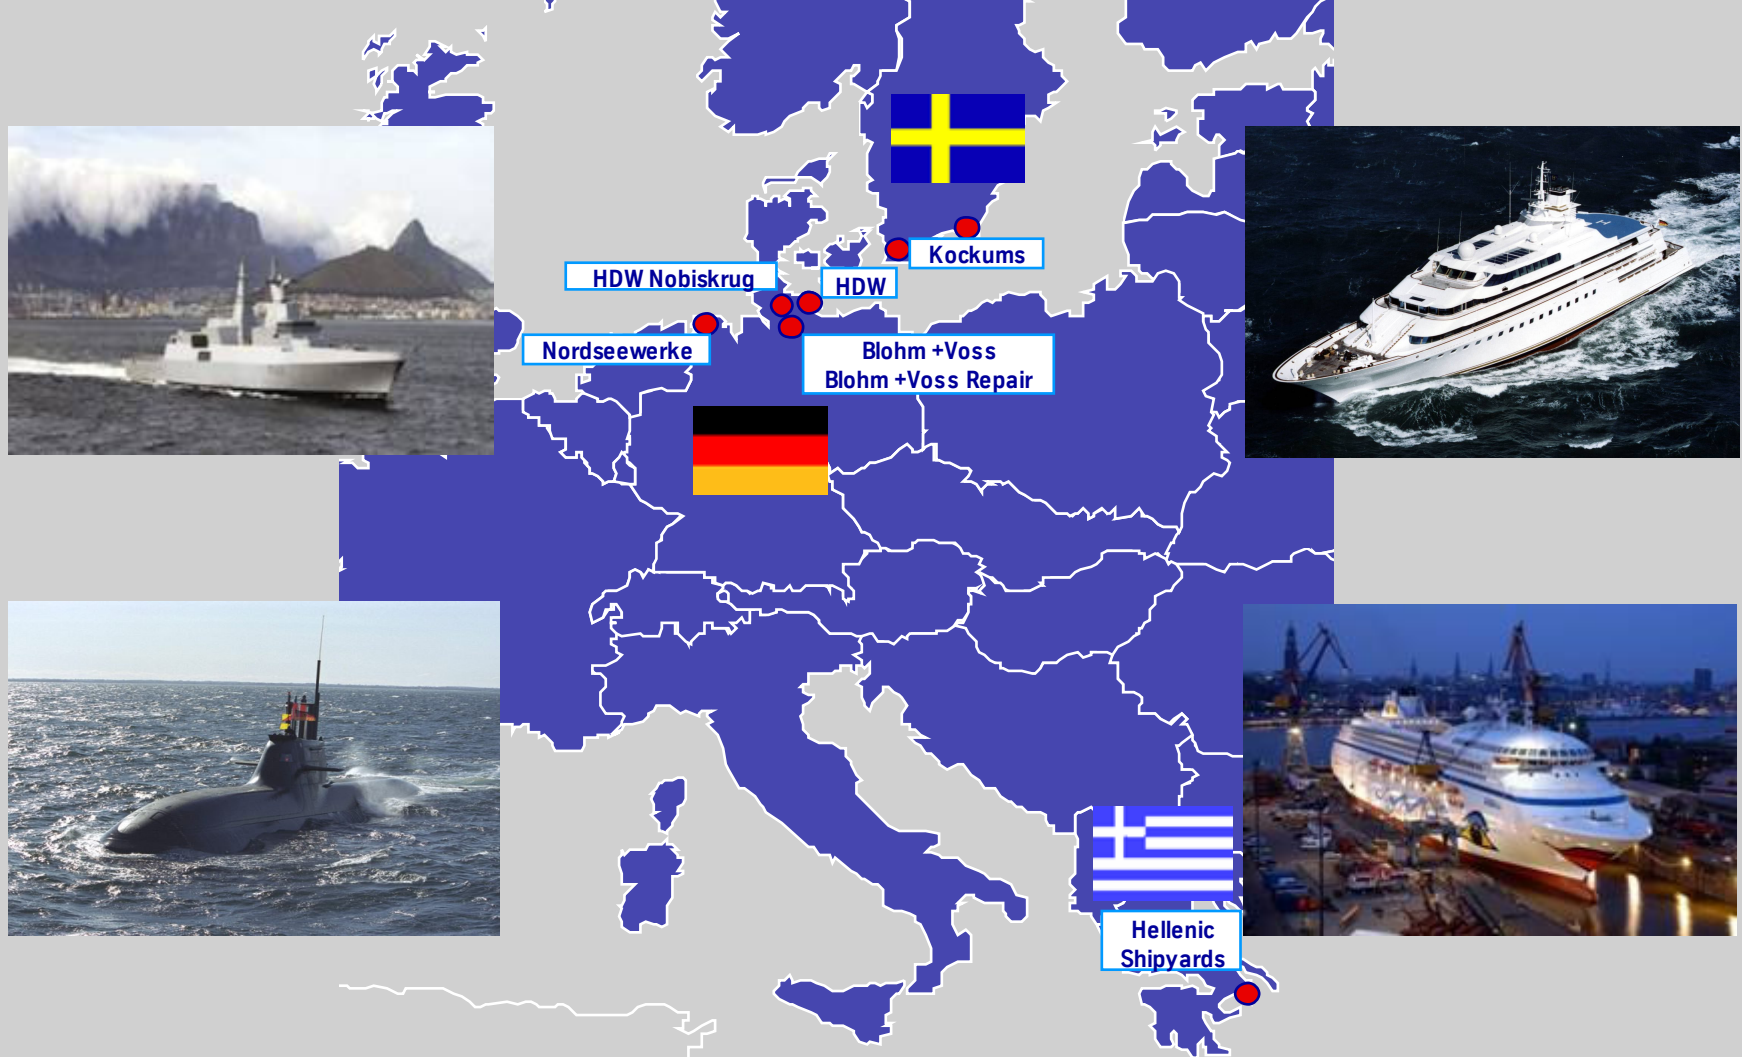 Kockums
HDW Nobiskrug
HDW
Nordseewerke
Blohm +Voss
Blohm +Voss Repair
Hellenic
Shipyards